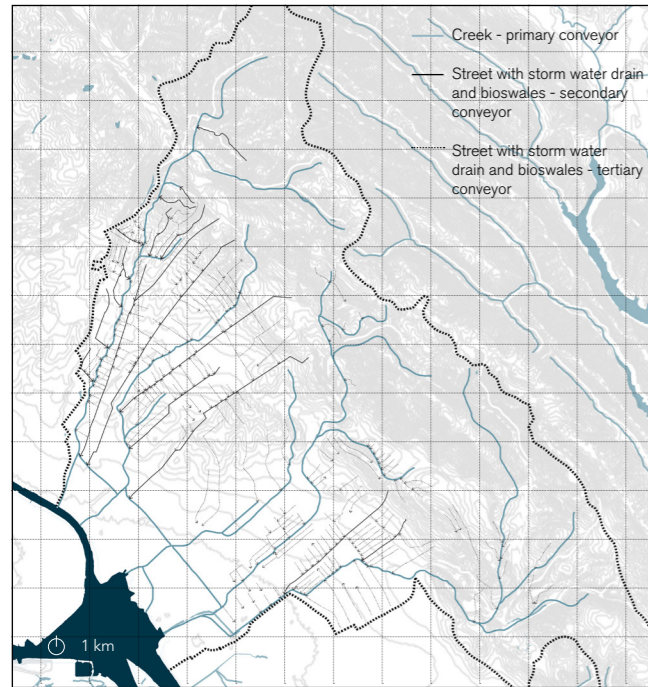 Creek - primary conveyor
Street with storm water drain
and bioswales - secondary
conveyor
Street with storm water
drain and bioswales - tertiary
conveyor
1 km